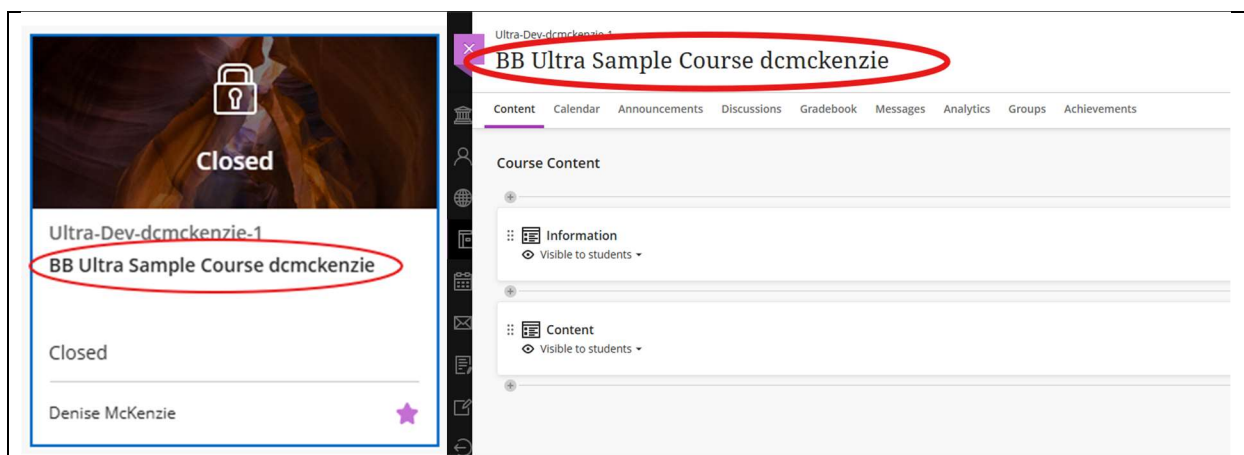 Closed
Ultra-Dev-dcmckenzie-1
BB Ultra Sample Course dcmckenzie
Closed
Denise McKenzie
Ultra-Dev-dcmckenzie-1
BB Ultra Sample Course dcmckenzie
Content Calendar Announcements Discussions Gradebook Messages Analytics Groups Achievements
Course Content
Information
Visible to students
Content
Visible to students